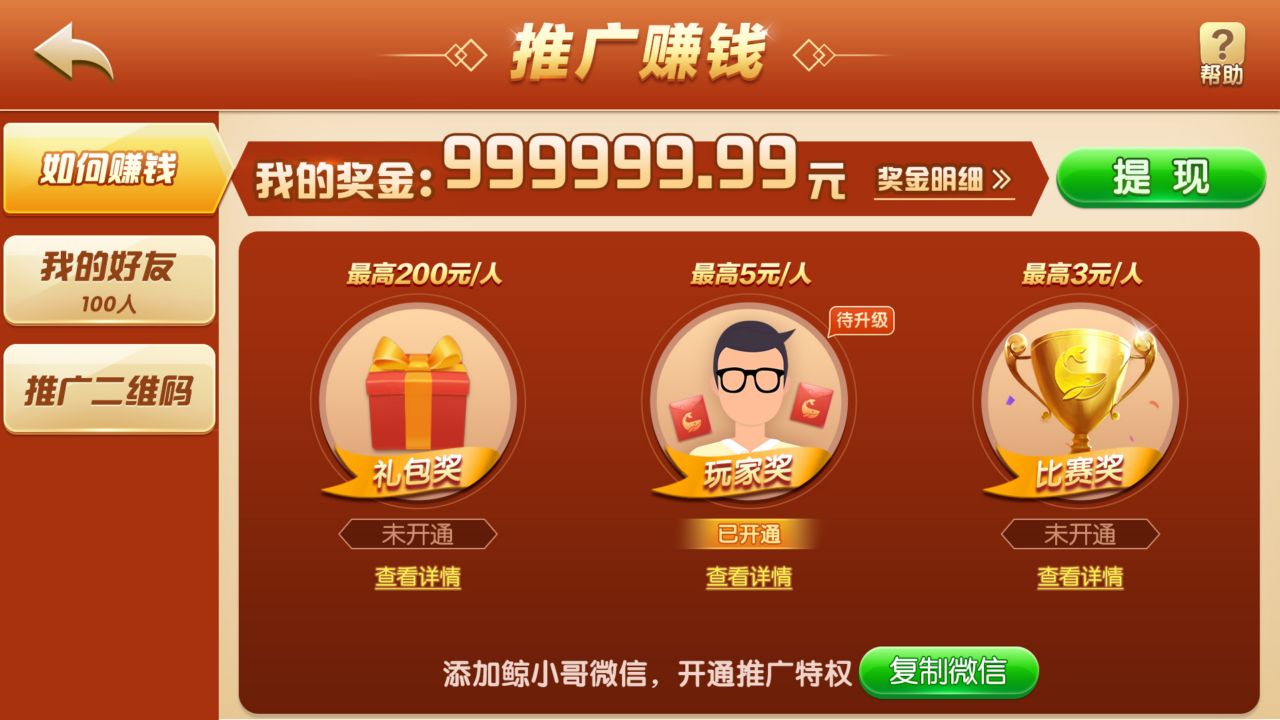 推广赚钱
?
帮助
如何赚钱
我的奖金:999999.99元
奖金明细
提现
我的好友
100人
推广二维码
最高200元/人
最高5元/人
最高3元/人
待升级
礼包奖
玩家奖
比赛奖
未开通
已开通
未开通
查看详情
查看详情
查看详情
添加鲸小哥微信，开通推广特权
复制微信